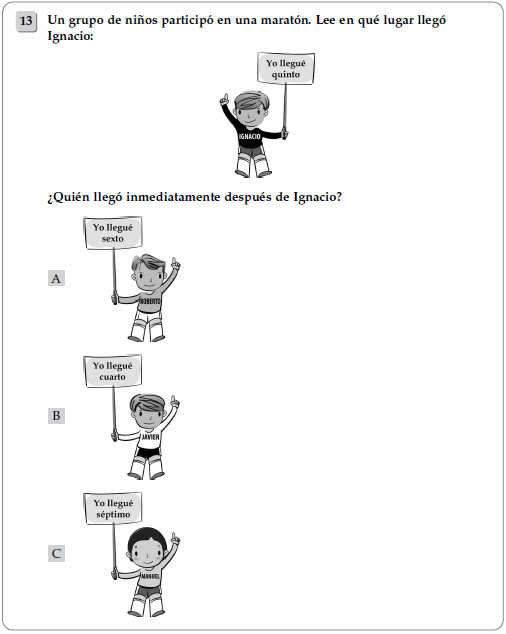 13 Un grupo de niños participó en una maratón. Lee en qué lugar llegó
Ignacio:
Yo llegué
quinto
IGNACIO
¿Quién llegó inmediatamente después de Ignacio?
Yo llegué
sexto
A
ROBERTO
Yo llegué
cuarto
B
JAVIER
Yo llegué
séptimo
C
MANUEL